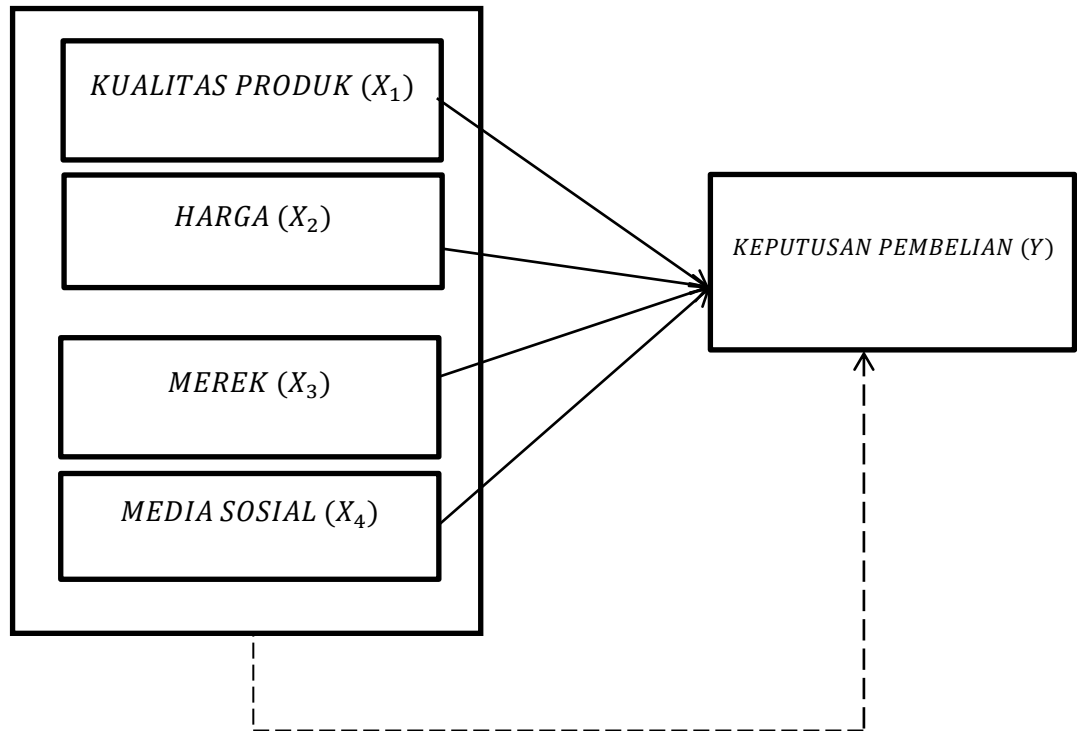 KUALITAS PRODUK (X₁)
HARGA (X₂)
KEPUTUSAN PEMBELIAN (Y)
MEREK (X₃)
MEDIA SOSIAL (X₄)